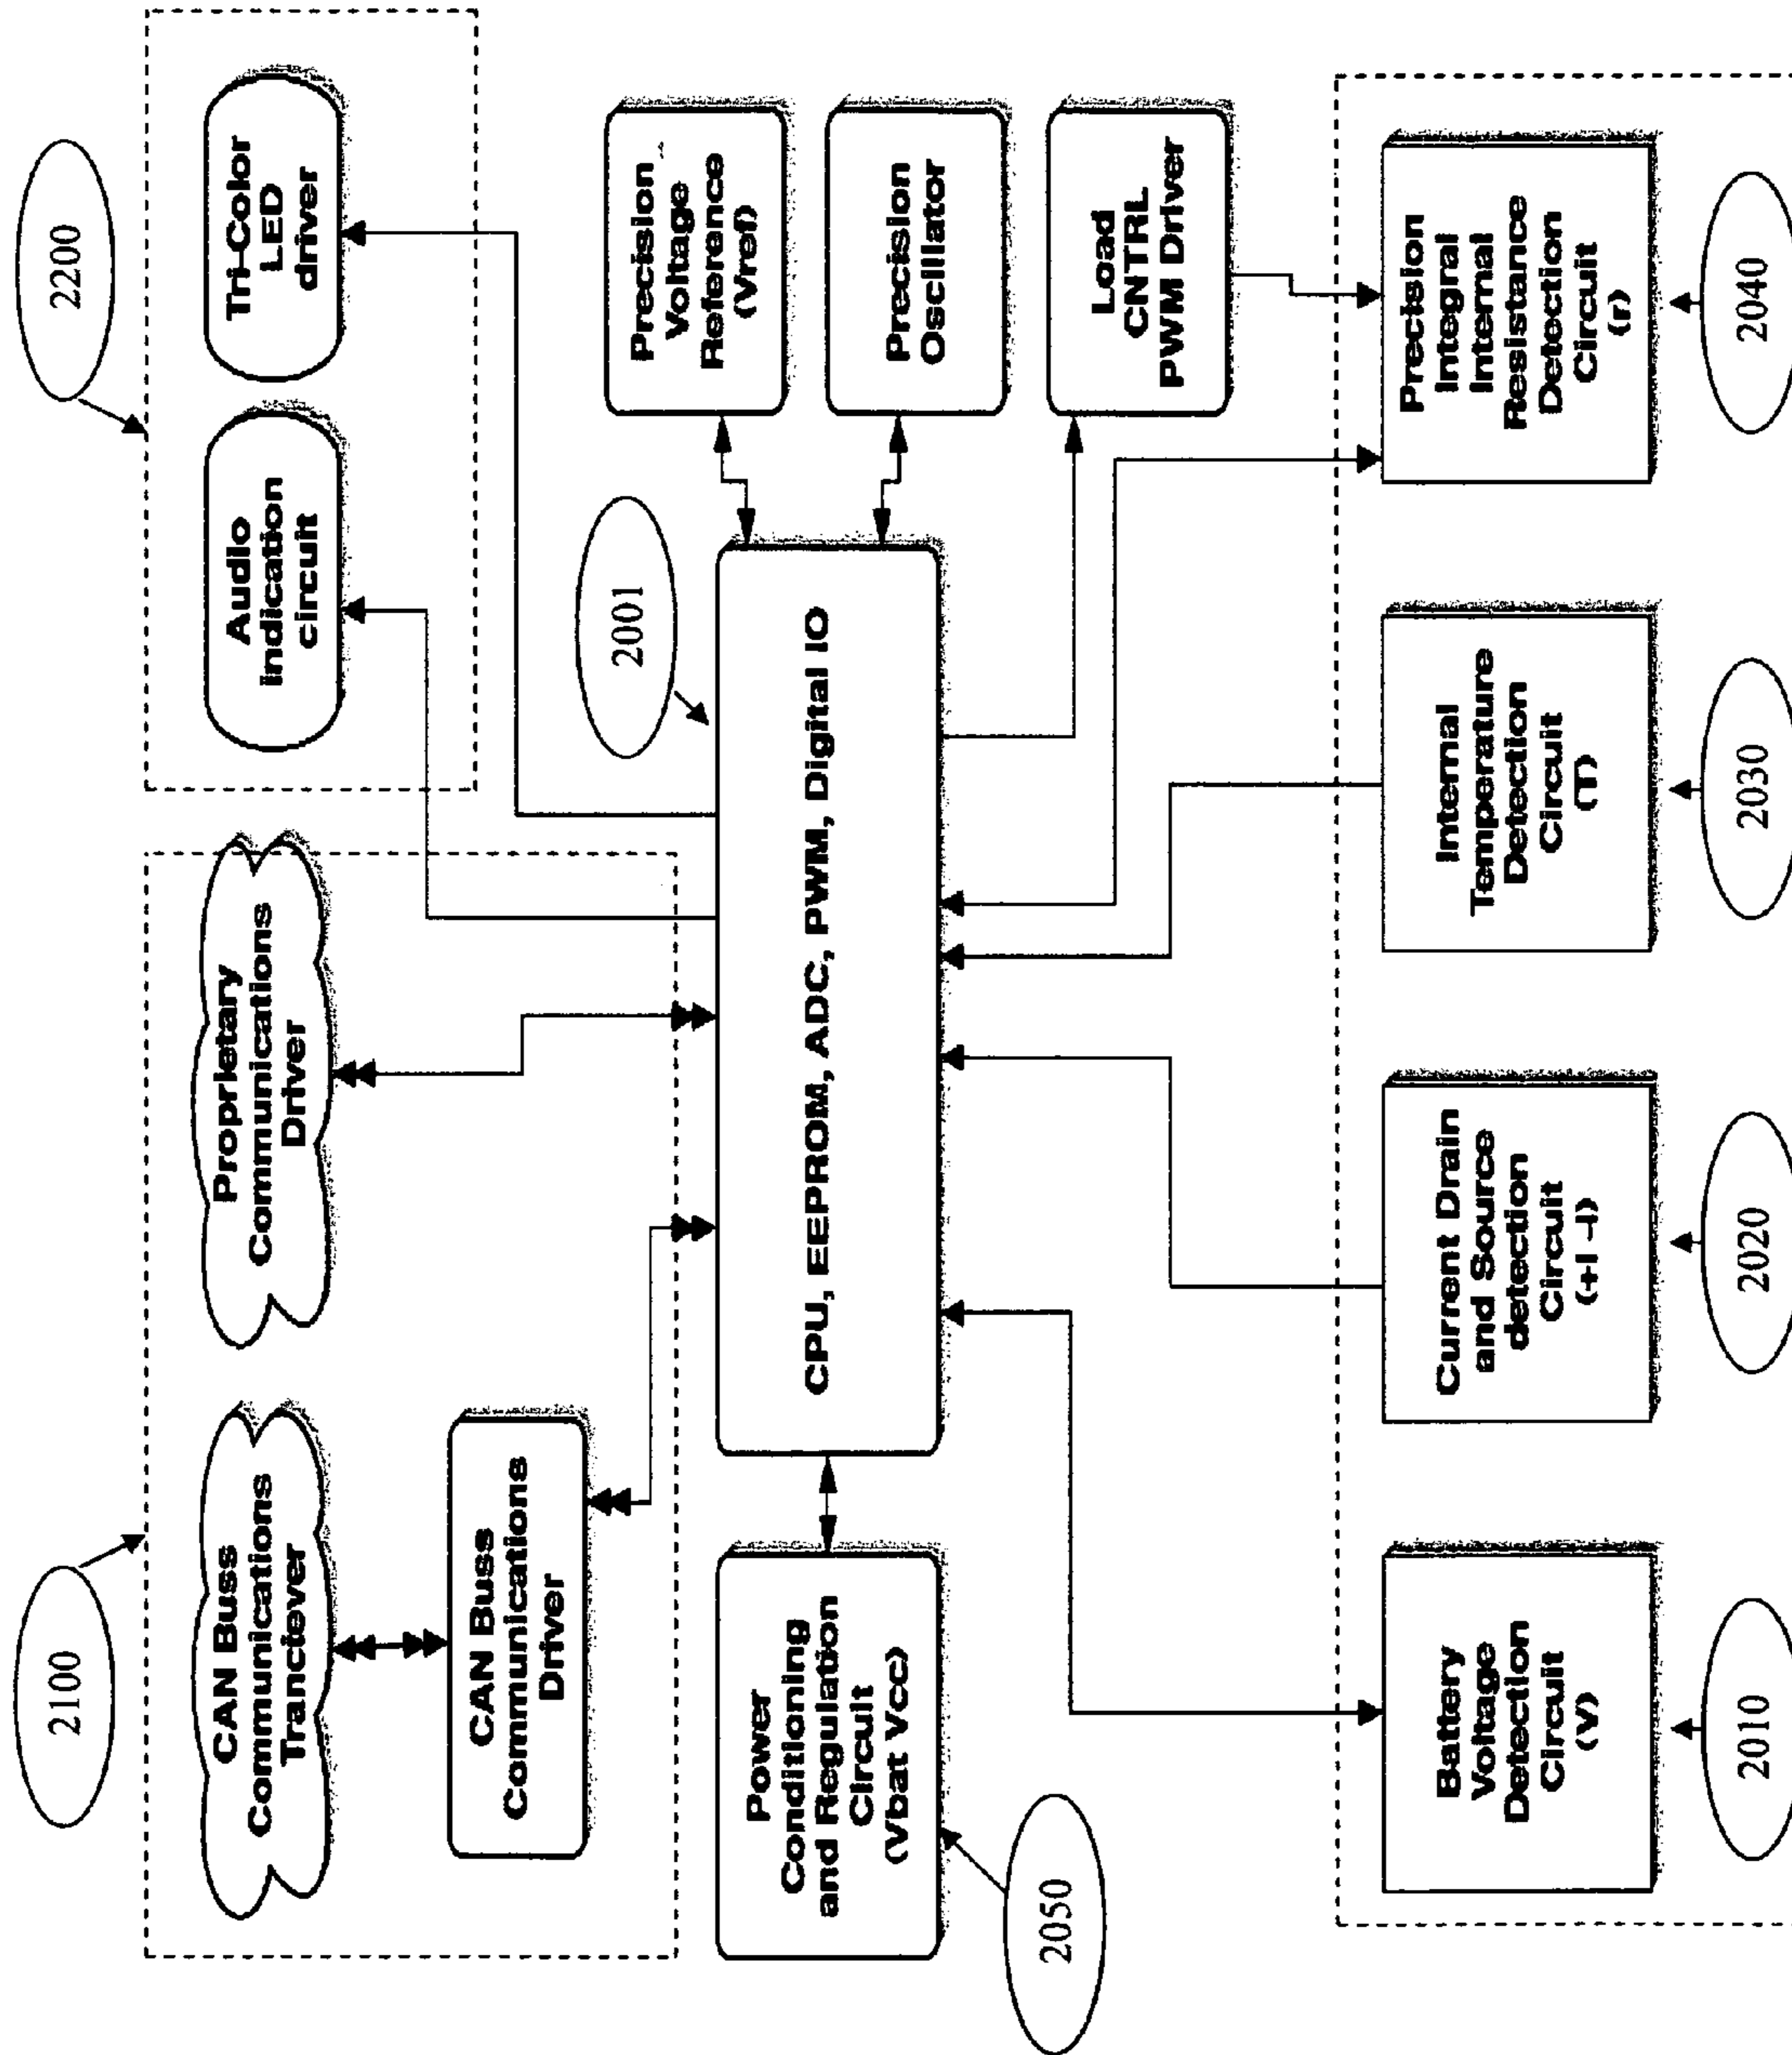 2100
2200
CAN Buss
Communications
Tranciever
Proprietary
Communications
Driver
Audio
Indication
circuit
Tri-Color
LED
driver
CAN Buss
Communications
Driver
2001
Precision
Voltage
Reference
(Vref)
Power
Conditioning
and Regulation
Circuit
(Vbat Vcc)
CPU, EEPROM, ADC, PWM, Digital IO
Precision
Oscillator
2050
Load
CNTRL
PWM Driver
Battery
Voltage
Detection
Circuit
(V)
Current Drain
and Source
detection
Circuit
(+I -I)
Internal
Temperature
Detection
Circuit
(T)
Precision
Integral
Internal
Resistance
Detection
Circuit
(r)
2010
2020
2030
2040